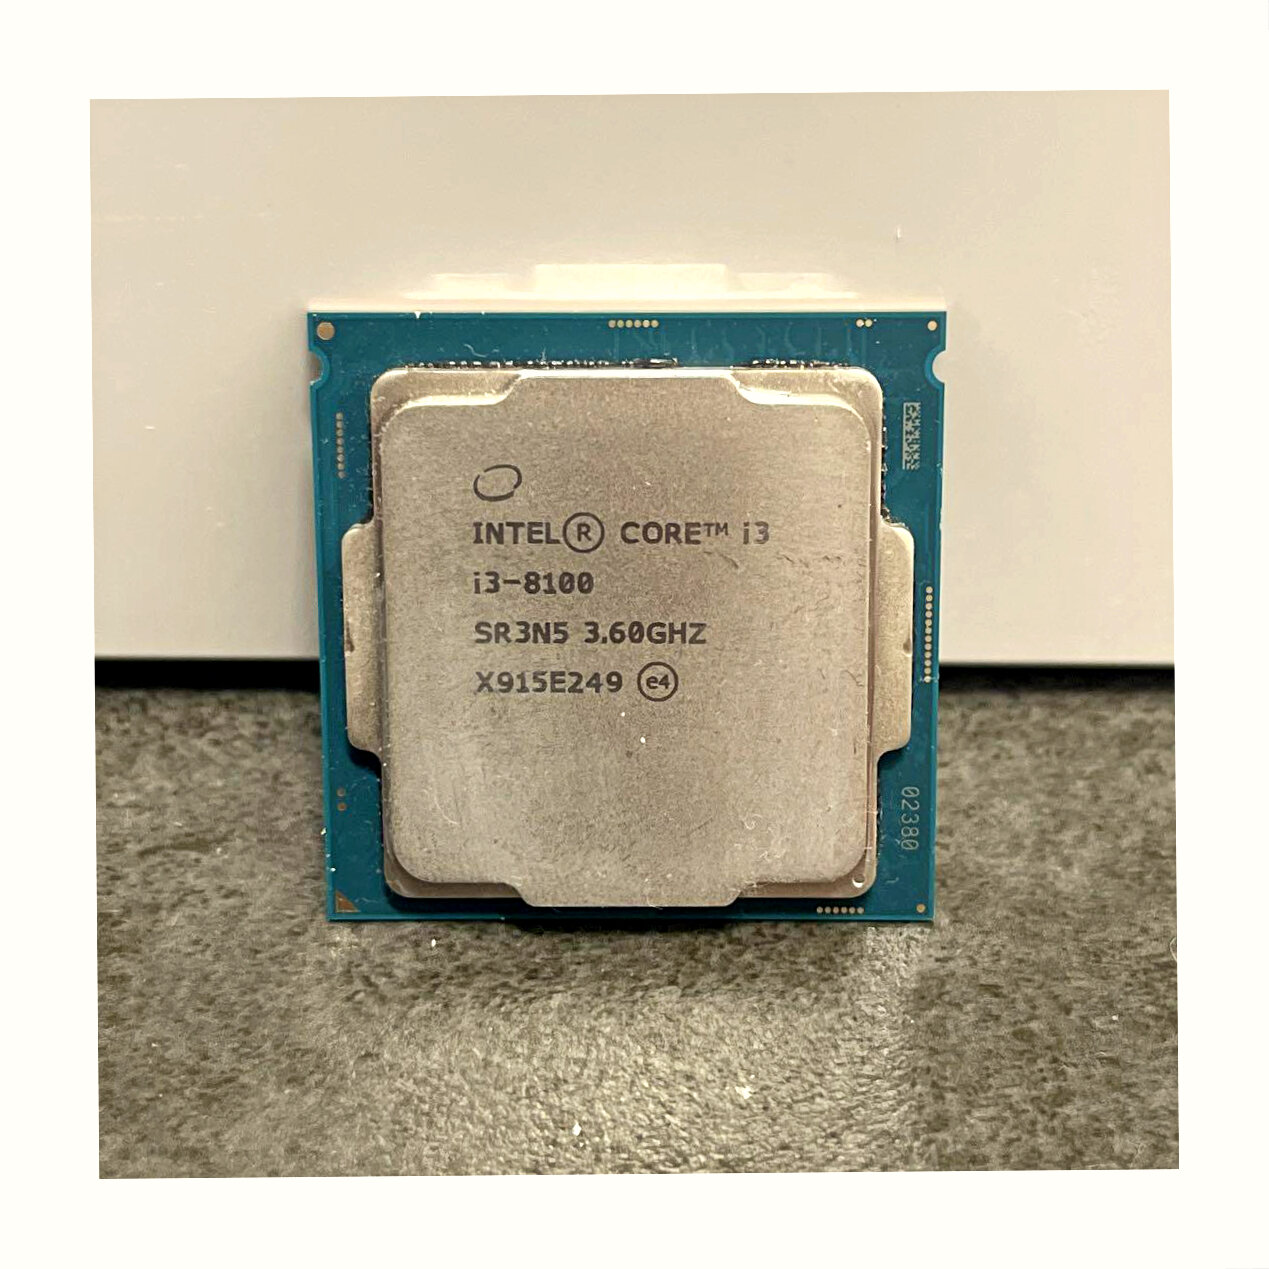 INTEL® CORE™ i3
i3-8100
SR3N5 3.60GHZ
X915E249 e4
02380